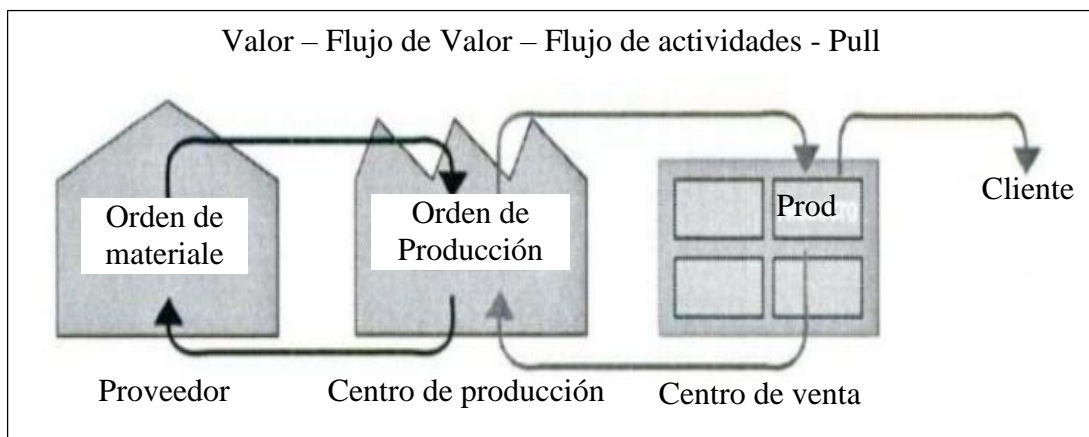 Valor – Flujo de Valor – Flujo de actividades - Pull
Orden de
materiale
Orden de
Producción
Prod
Cliente
Proveedor
Centro de producción
Centro de venta